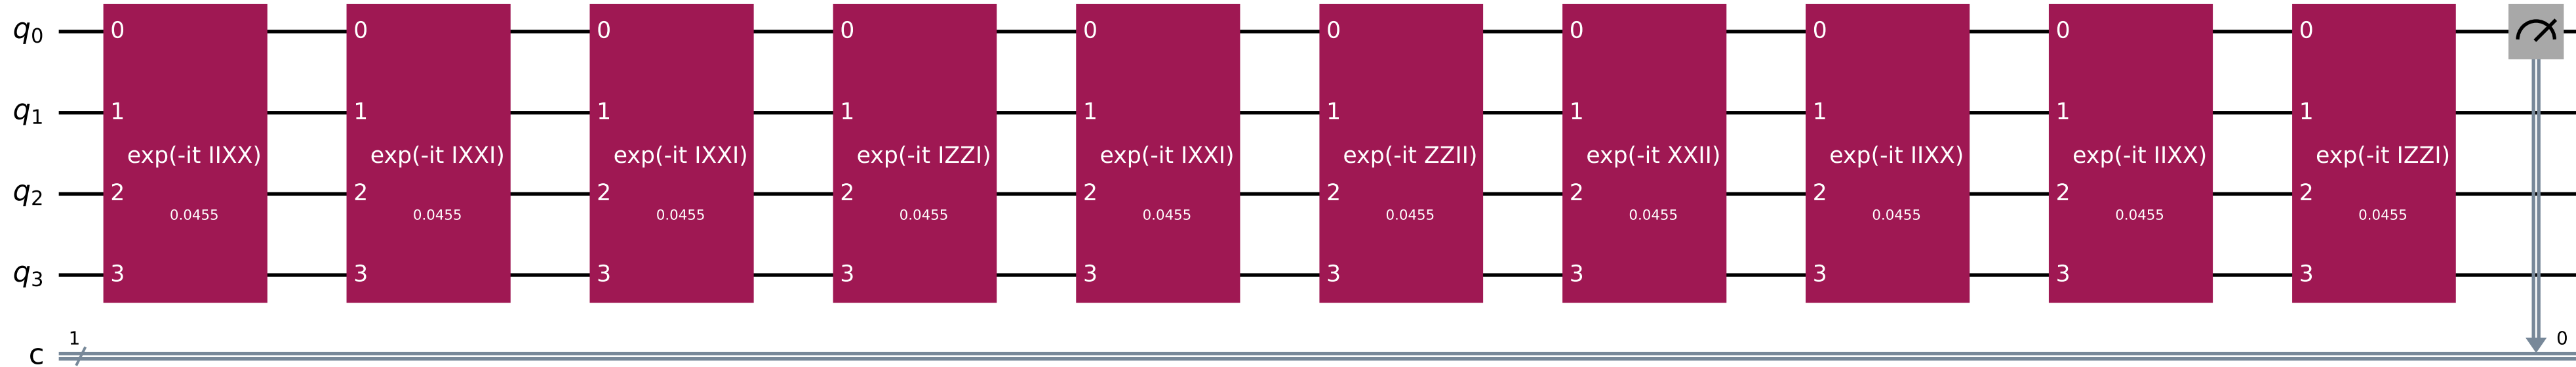 q0 0 0 0 0 0 0 0 0 0 0
q1 1 1 1 1 1 1 1 1 1 1
exp(-it IIXX) exp(-it IXXI) exp(-it IXXI) exp(-it IZZI) exp(-it IXXI) exp(-it ZZII) exp(-it XXII) exp(-it IIXX) exp(-it IIXX) exp(-it IZZI)
q2 2 2 2 2 2 2 2 2 2 2
0.0455 0.0455 0.0455 0.0455 0.0455 0.0455 0.0455 0.0455 0.0455 0.0455
q3 3 3 3 3 3 3 3 3 3 3
1 0
c